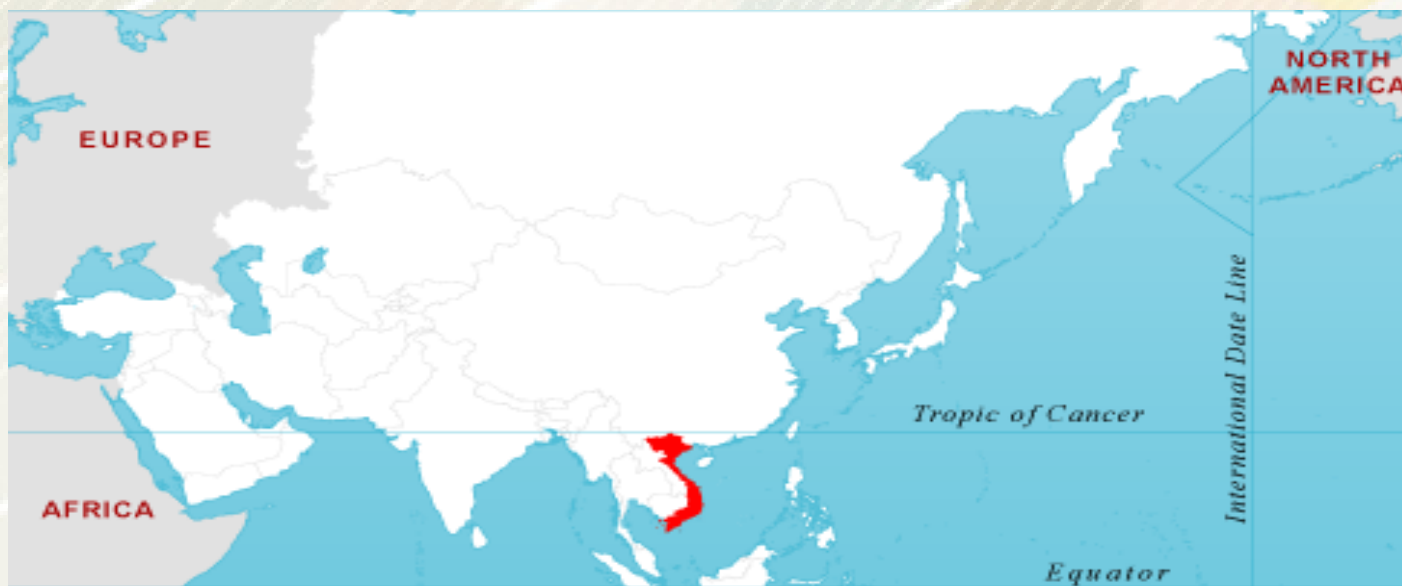 NORTH
AMERICA
EUROPE
International Date Line
Tropic of Cancer
AFRICA
Equator